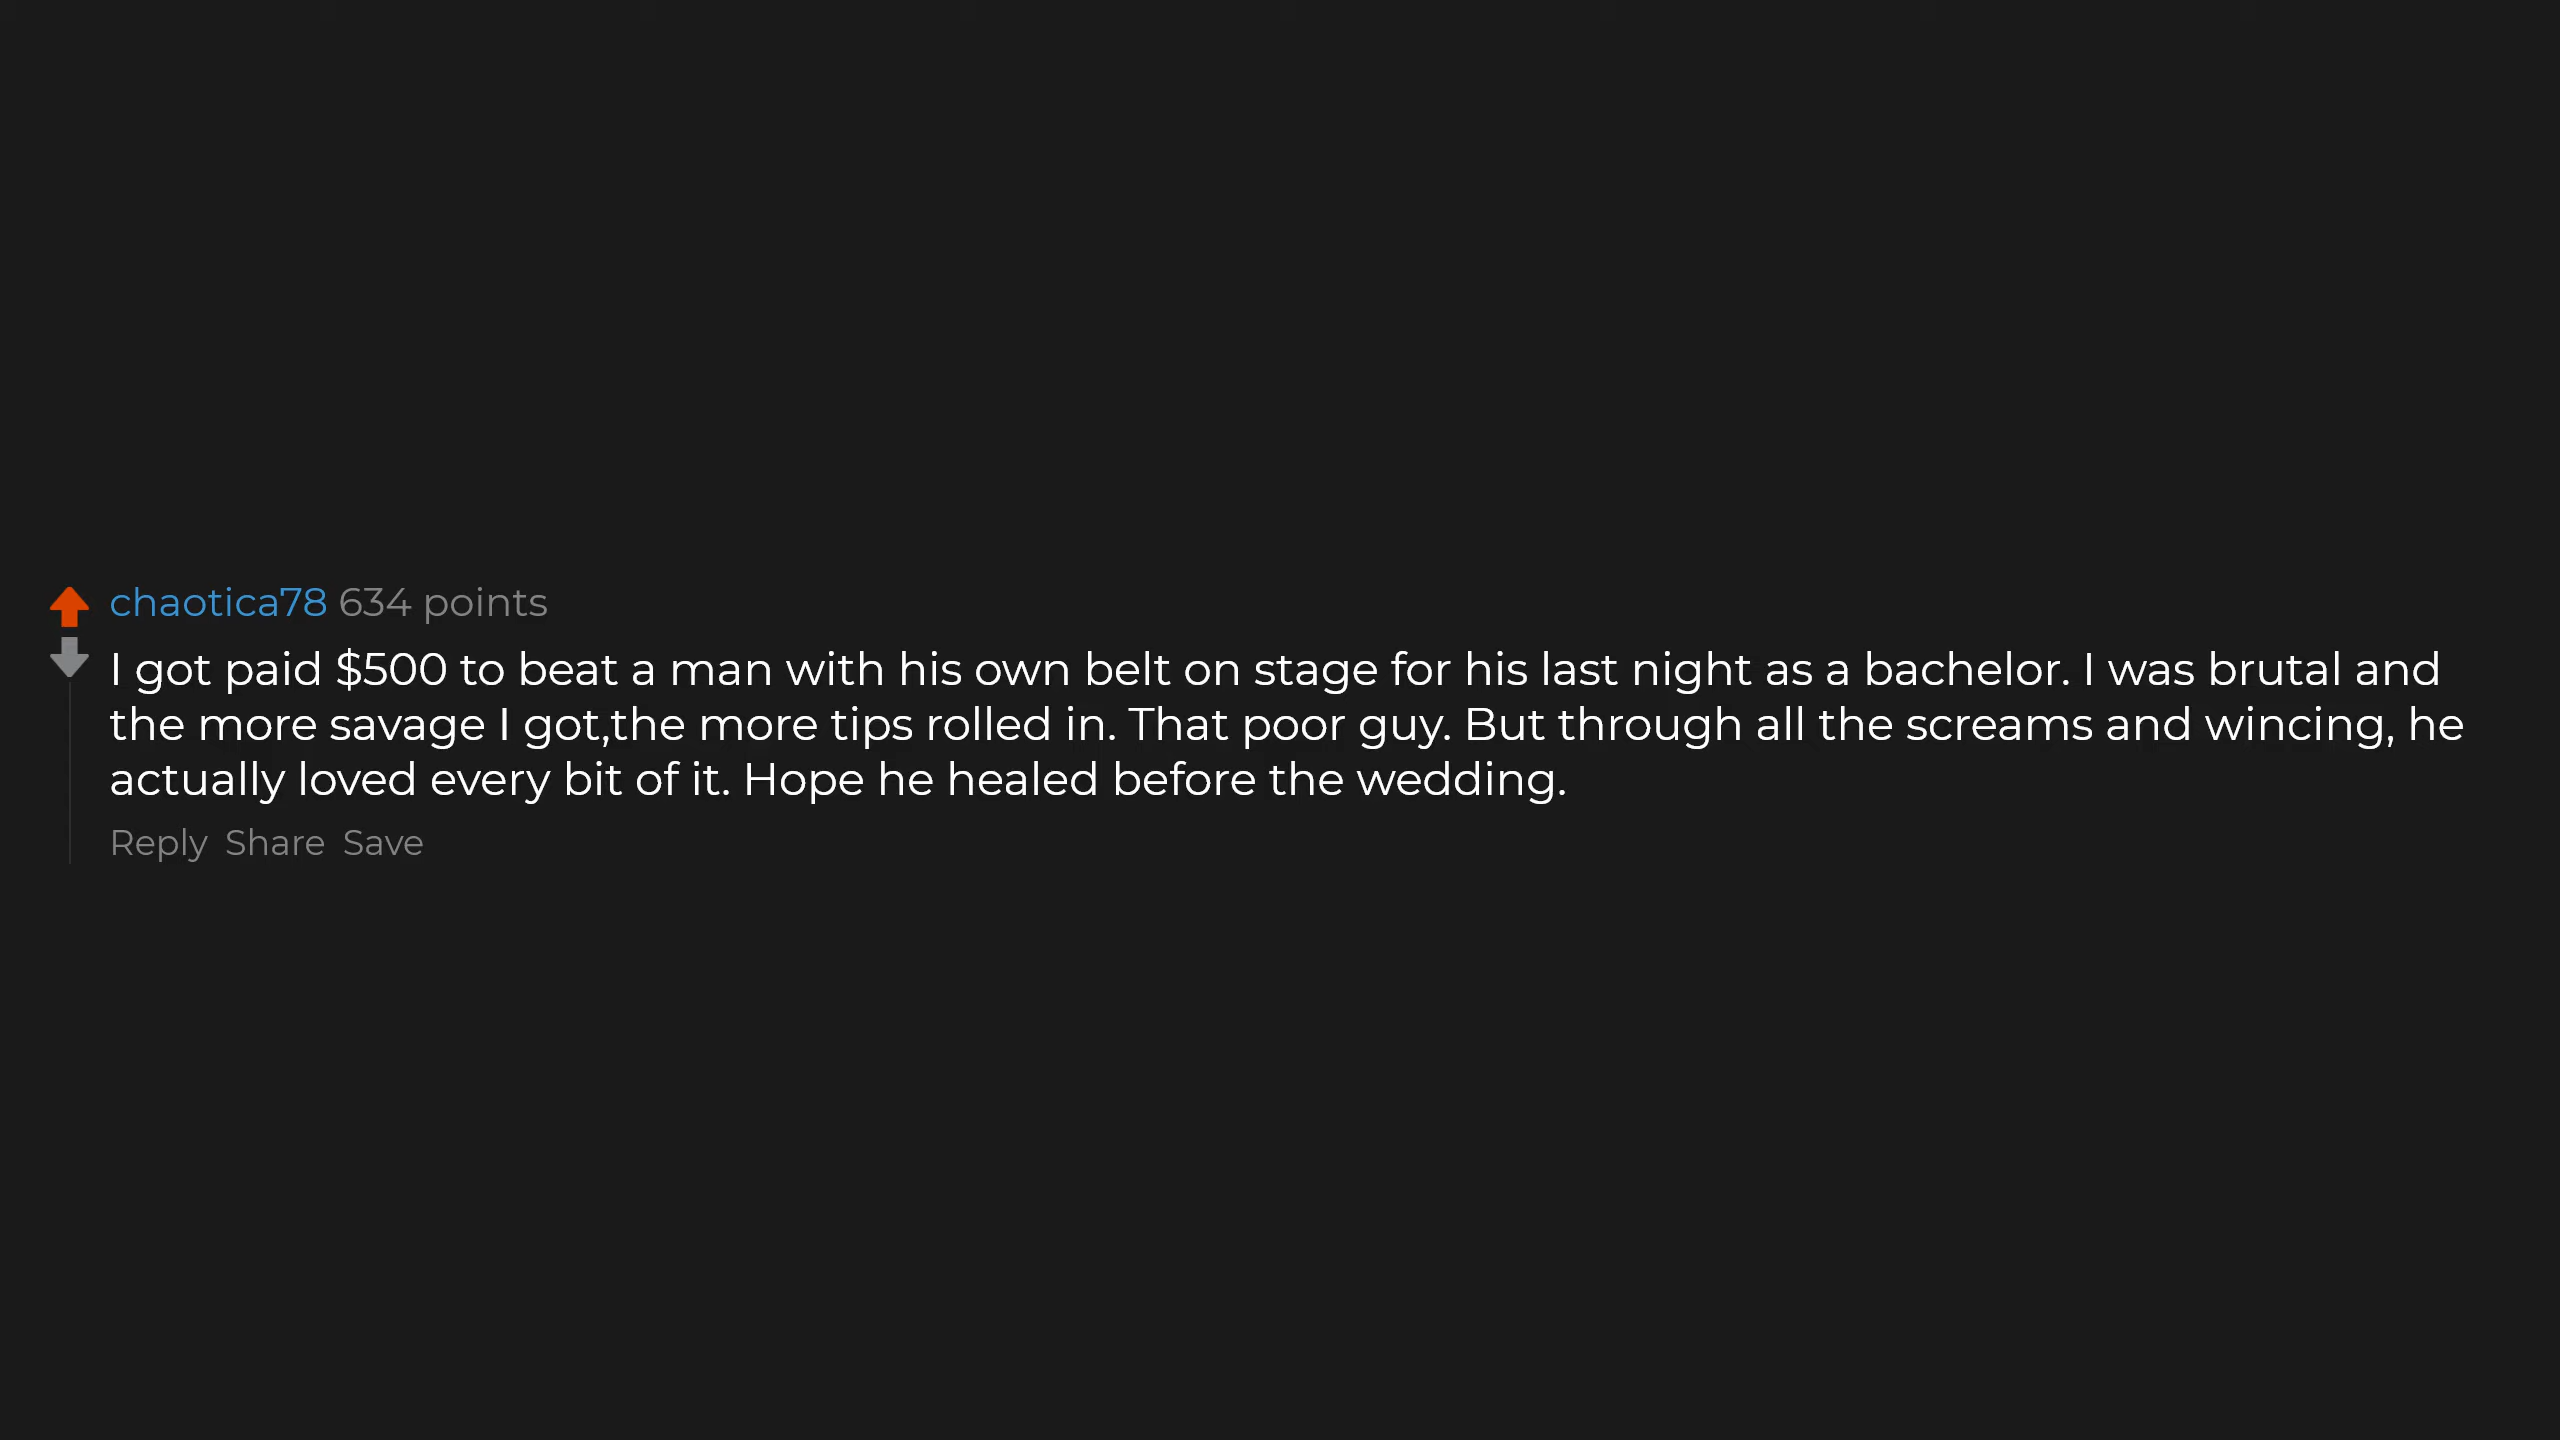 chaotica78 634 points
I got paid $500 to beat a man with his own belt on stage for his last night as a bachelor. I was brutal and
the more savage I got,the more tips rolled in. That poor guy. But through all the screams and wincing, he
actually loved every bit of it. Hope he healed before the wedding.
Reply Share Save